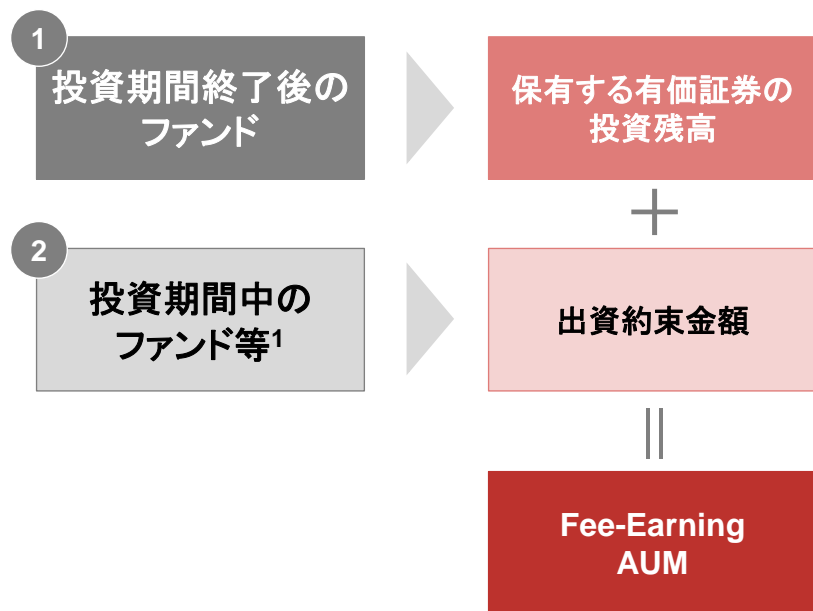 1
投資期間終了後の
ファンド
保有する有価証券の
投資残高
＋
2
投資期間中の
ファンド等1
出資約束金額
Fee-Earning
AUM